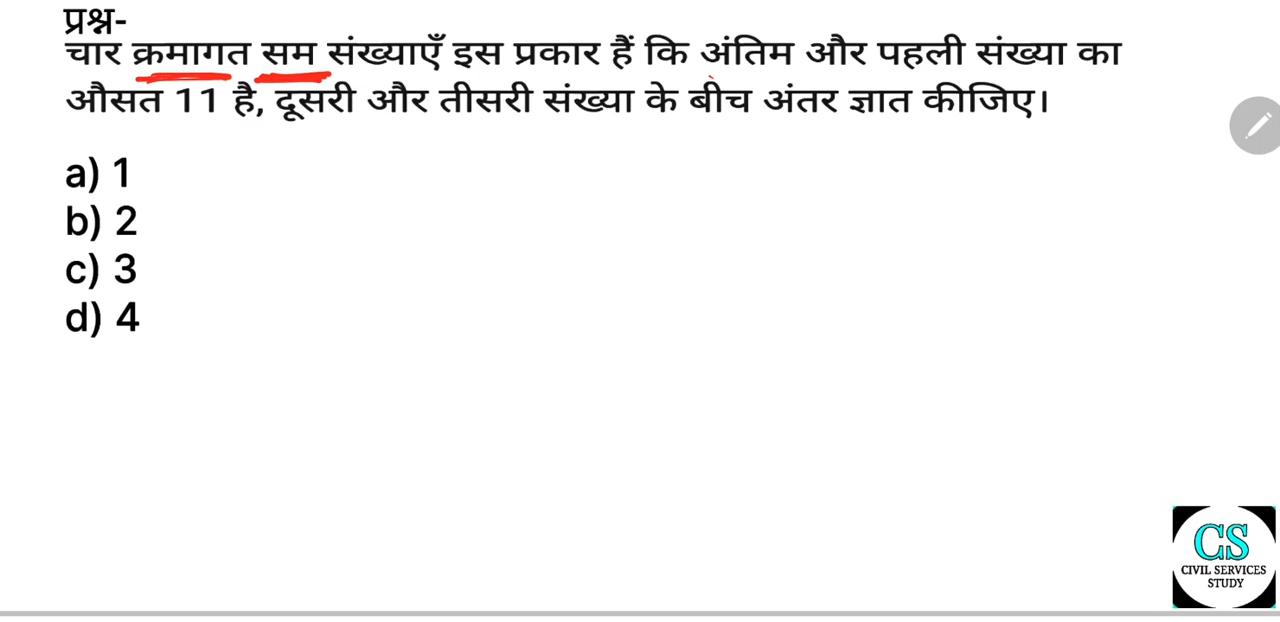 प्रश्न-
चार क्रमागत सम संख्याएँ इस प्रकार हैं कि अंतिम और पहली संख्या का
औसत 11 है, दूसरी और तीसरी संख्या के बीच अंतर ज्ञात कीजिए।
a) 1
b) 2
c) 3
d) 4
CS
CIVIL SERVICES
STUDY